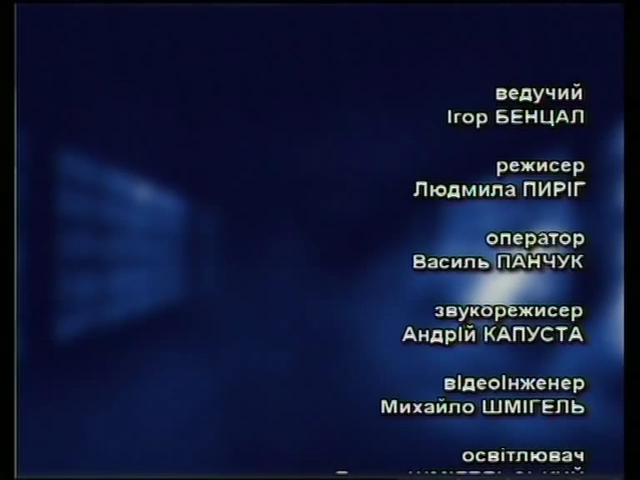 ведучий
Ігор БЕНЦАЛ
режисер
Людмила ПИРІГ
оператор
Василь ПАНЧУК
звукорежисер
Андрій КАПУСТА
відеоінженер
Михайло ШМІГЕЛЬ
освітлювач